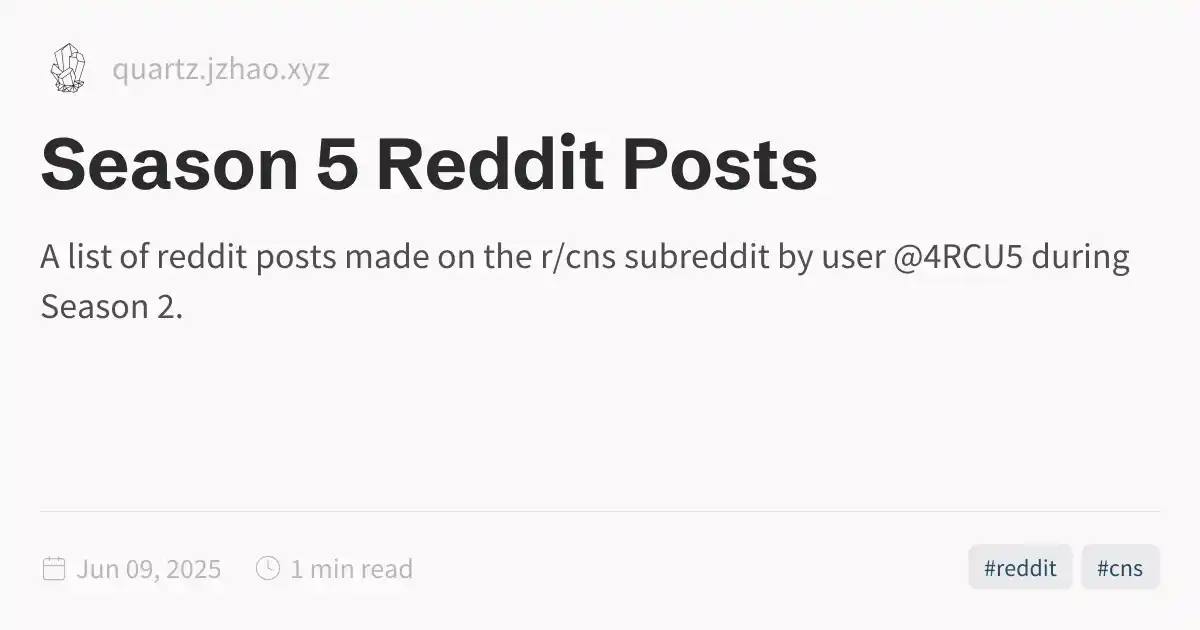 quartz.jzhao.xyz
Season 5 Reddit Posts
A list of reddit posts made on the r/cns subreddit by user @4RCU5 during
Season 2.
Jun 09, 2025 1 min read #reddit #cns